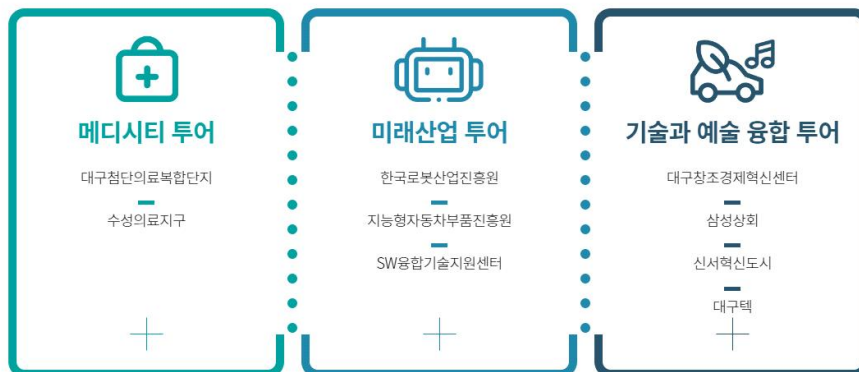 메디시티 투어
대구첨단의료복합단지
수성의료지구
미래산업 투어
한국로봇산업진흥원
지능형자동차부품진흥원
SW융합기술지원센터
기술과 예술 융합 투어
대구창조경제혁신센터
삼성상회
신서혁신도시
대구텍